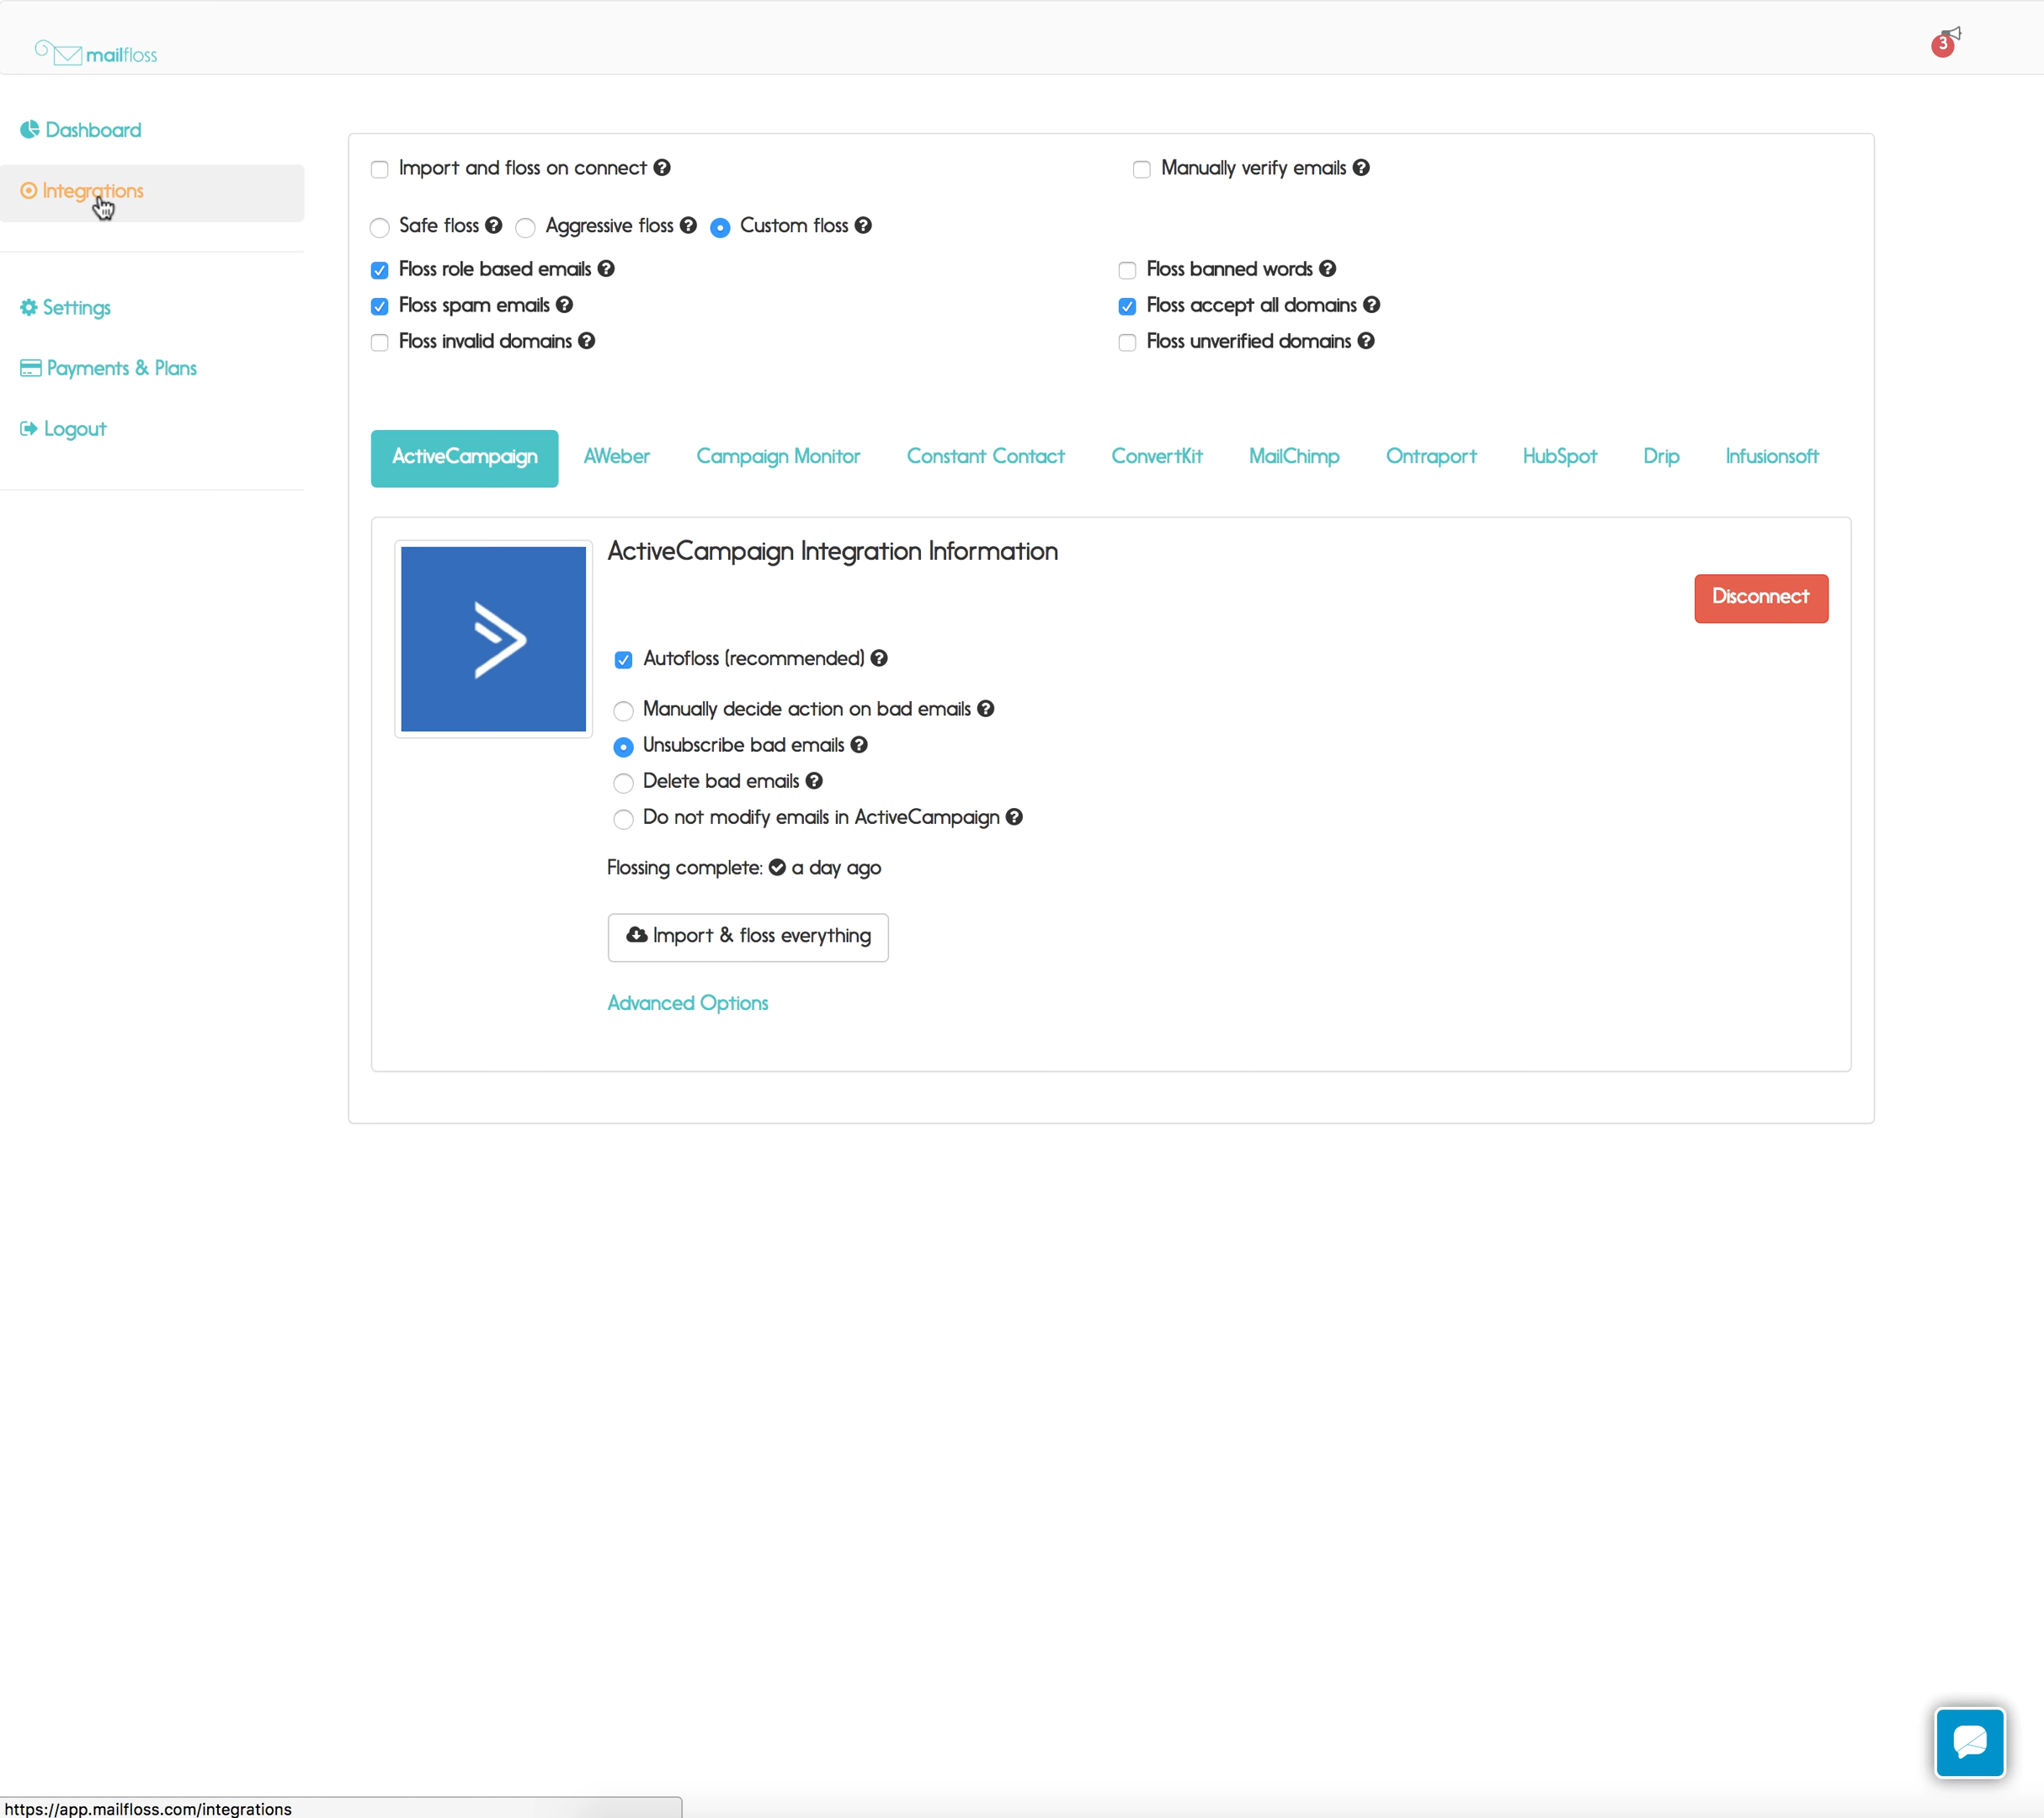 mailfloss
3
Dashboard
Integrations
Settings
Payments & Plans
Logout
Import and floss on connect ?
Manually verify emails ?
Safe floss ? Aggressive floss ? Custom floss ?
Floss role based emails ?
Floss banned words ?
Floss spam emails ?
Floss accept all domains ?
Floss invalid domains ?
Floss unverified domains ?
ActiveCampaign AWeber Campaign Monitor Constant Contact ConvertKit MailChimp Ontraport HubSpot Drip Infusionsoft
ActiveCampaign Integration Information
Disconnect
Autofloss (recommended) ?
Manually decide action on bad emails ?
Unsubscribe bad emails ?
Delete bad emails ?
Do not modify emails in ActiveCampaign ?
Flossing complete: a day ago
Import & floss everything
Advanced Options
https://app.mailfloss.com/integrations